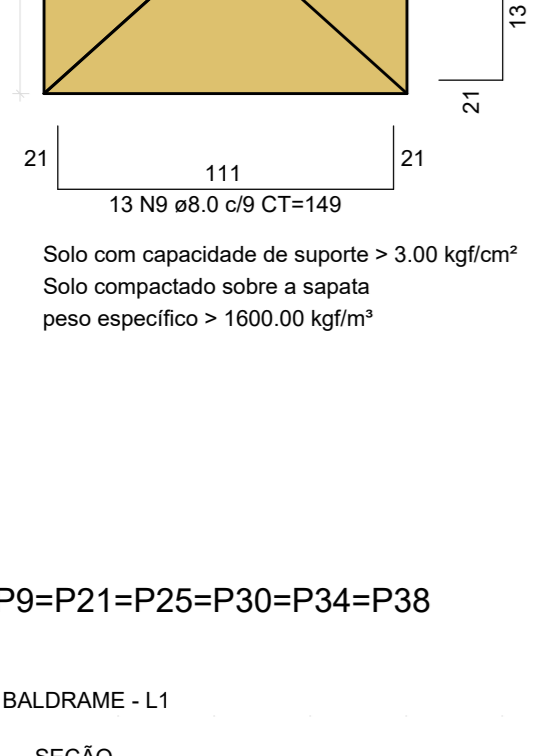 13
21
21
111
21
13 N9 ø8.0 c/9 CT=149
Solo com capacidade de suporte > 3.00 kgf/cm²
Solo compactado sobre a sapata
peso específico > 1600.00 kgf/m³
P9=P21=P25=P30=P34=P38
BALDRAME - L1
SEÇÃO